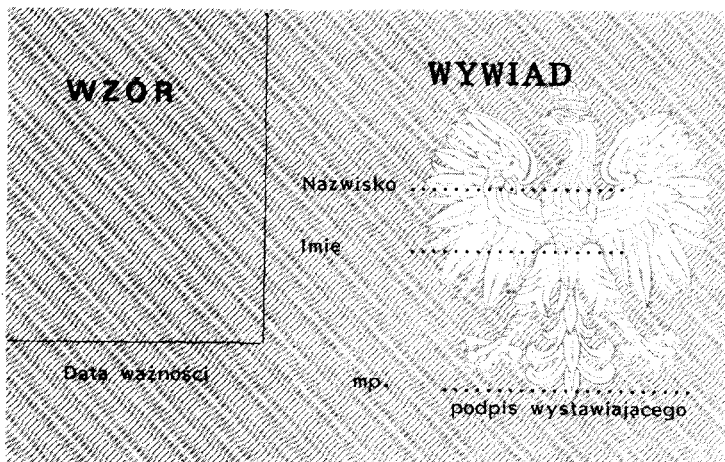 WZÓR
WYWIAD
Nazwisko ..........................
Imię ..........................
Data ważności
mp. ..............................
podpis wystawiającego